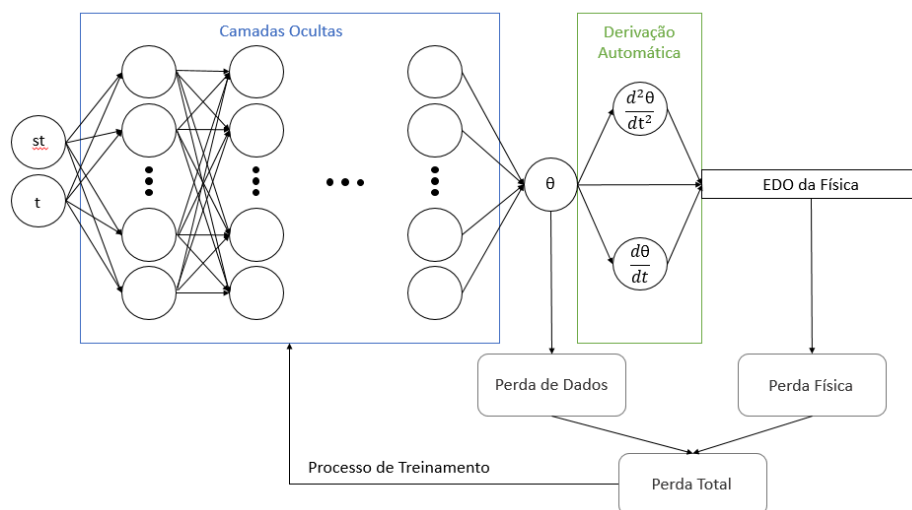 Camadas Ocultas
Derivação
Automática
st
t
θ
d²θ
dt²
dθ
dt
EDO da Física
Perda de Dados
Perda Física
Processo de Treinamento
Perda Total